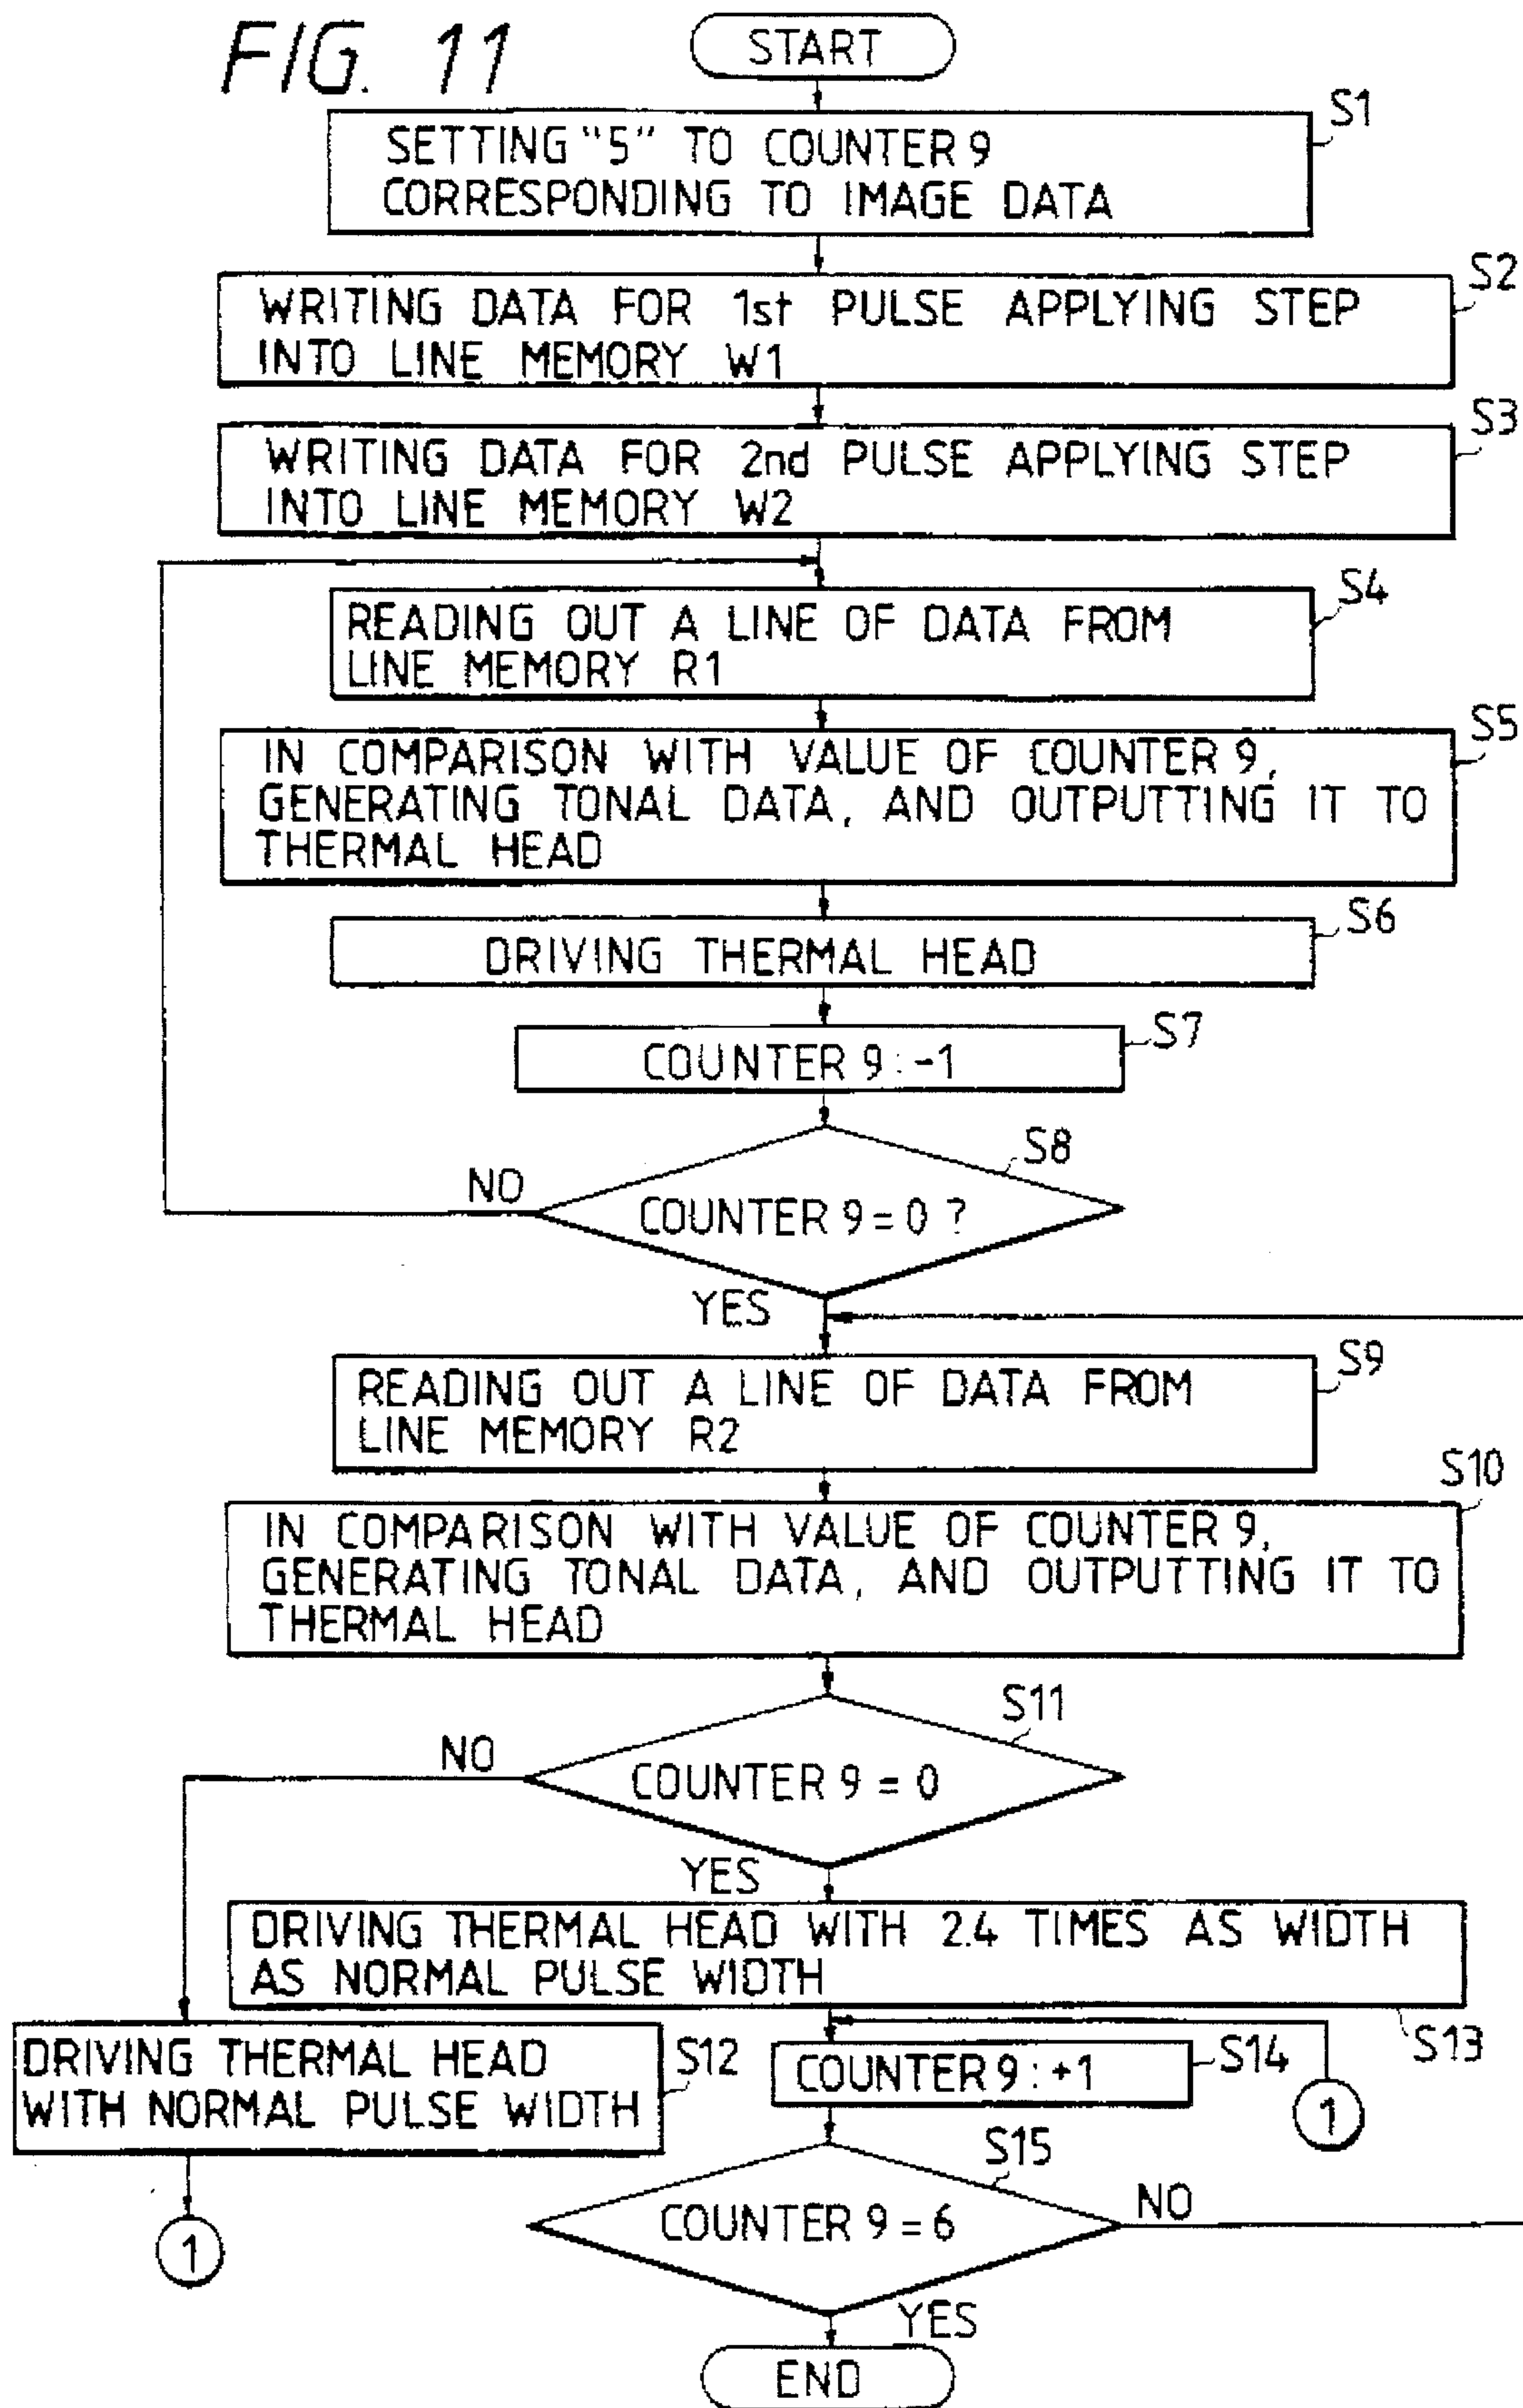 FIG. 11
START
S1
SETTING "5" TO COUNTER 9
CORRESPONDING TO IMAGE DATA
S2
WRITING DATA FOR 1st PULSE APPLYING STEP
INTO LINE MEMORY W1
S3
WRITING DATA FOR 2nd PULSE APPLYING STEP
INTO LINE MEMORY W2
S4
READING OUT A LINE OF DATA FROM
LINE MEMORY R1
S5
IN COMPARISON WITH VALUE OF COUNTER 9,
GENERATING TONAL DATA, AND OUTPUTTING IT TO
THERMAL HEAD
S6
DRIVING THERMAL HEAD
S7
COUNTER 9 : -1
S8
NO
COUNTER 9 = 0 ?
YES
S9
READING OUT A LINE OF DATA FROM
LINE MEMORY R2
S10
IN COMPARISON WITH VALUE OF COUNTER 9,
GENERATING TONAL DATA, AND OUTPUTTING IT TO
THERMAL HEAD
S11
NO
COUNTER 9 = 0
YES
DRIVING THERMAL HEAD WITH 2.4 TIMES AS WIDTH
AS NORMAL PULSE WIDTH
S13
DRIVING THERMAL HEAD
WITH NORMAL PULSE WIDTH
S12
COUNTER 9 : +1
S14
1
S15
COUNTER 9 = 6
NO
1
YES
END